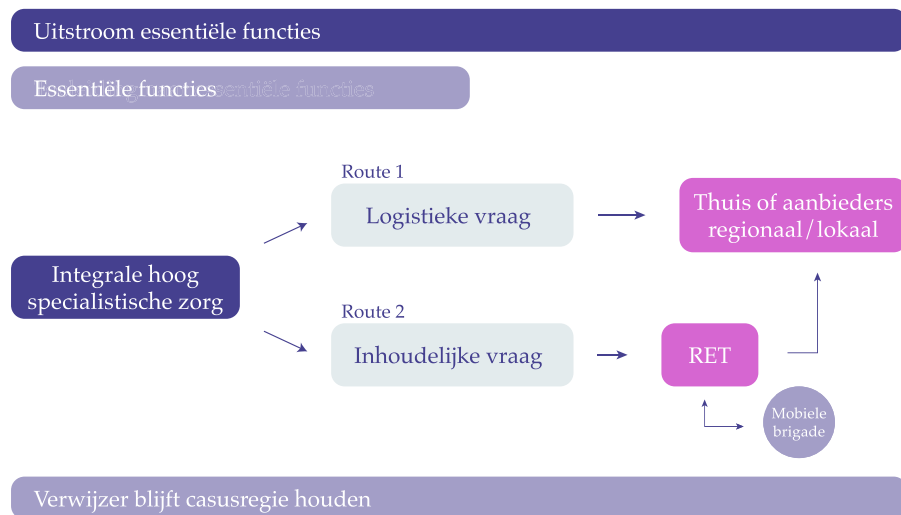 Uitstroom essentiële functies
Essentiële functies
Route 1
Logistieke vraag
Thuis of aanbieders
regionaal/lokaal
Integrale hoog
specialistische zorg
Route 2
Inhoudelijke vraag
RET
Mobiele
brigade
Verwijzer blijft casusregie houden